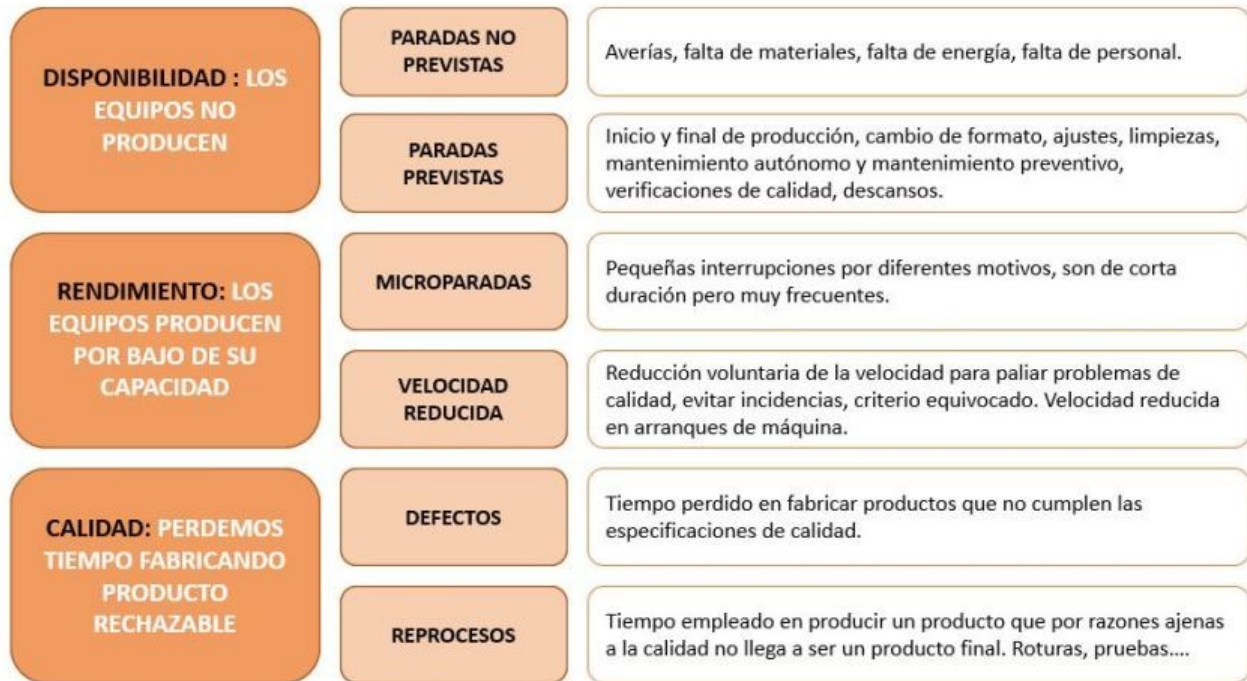 DISPONIBILIDAD : LOS
EQUIPOS NO
PRODUCEN
PARADAS NO
PREVISTAS
Averías, falta de materiales, falta de energía, falta de personal.
PARADAS
PREVISTAS
Inicio y final de producción, cambio de formato, ajustes, limpiezas,
mantenimiento autónomo y mantenimiento preventivo,
verificaciones de calidad, descansos.
RENDIMIENTO: LOS
EQUIPOS PRODUCEN
POR BAJO DE SU
CAPACIDAD
MICROPARADAS
Pequeñas interrupciones por diferentes motivos, son de corta
duración pero muy frecuentes.
VELOCIDAD
REDUCIDA
Reducción voluntaria de la velocidad para paliar problemas de
calidad, evitar incidencias, criterio equivocado. Velocidad reducida
en arranques de máquina.
CALIDAD: PERDEMOS
TIEMPO FABRICANDO
PRODUCTO
RECHAZABLE
DEFECTOS
Tiempo perdido en fabricar productos que no cumplen las
especificaciones de calidad.
REPROCESOS
Tiempo empleado en producir un producto que por razones ajenas
a la calidad no llega a ser un producto final. Roturas, pruebas....